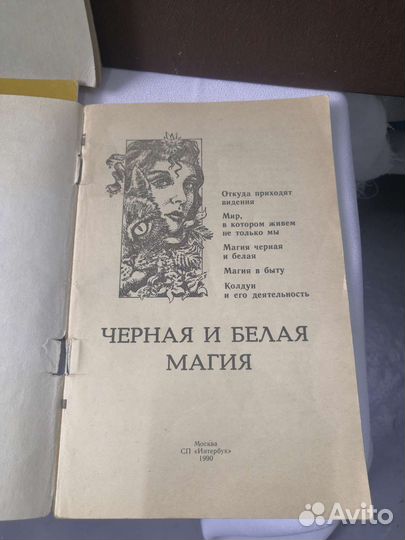 Откуда приходят
видения
Мир,
в котором живем
не только мы
Магия черная
и белая
Магия в быту
Колдун
и его деятельность
ЧЕРНАЯ И БЕЛАЯ
МАГИЯ
Москва
СП «Интербук»
1990
Avito